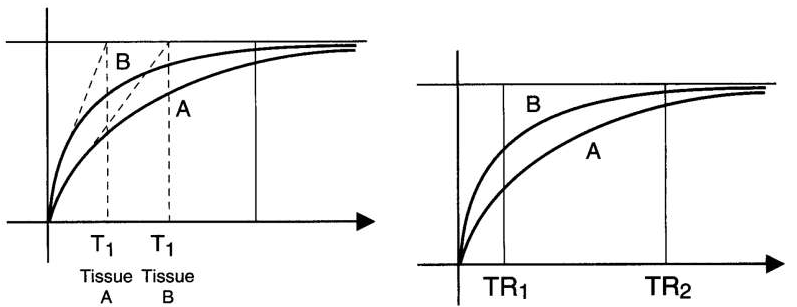 B
A
T1 T1
Tissue Tissue
A B
B
A
TR1 TR2